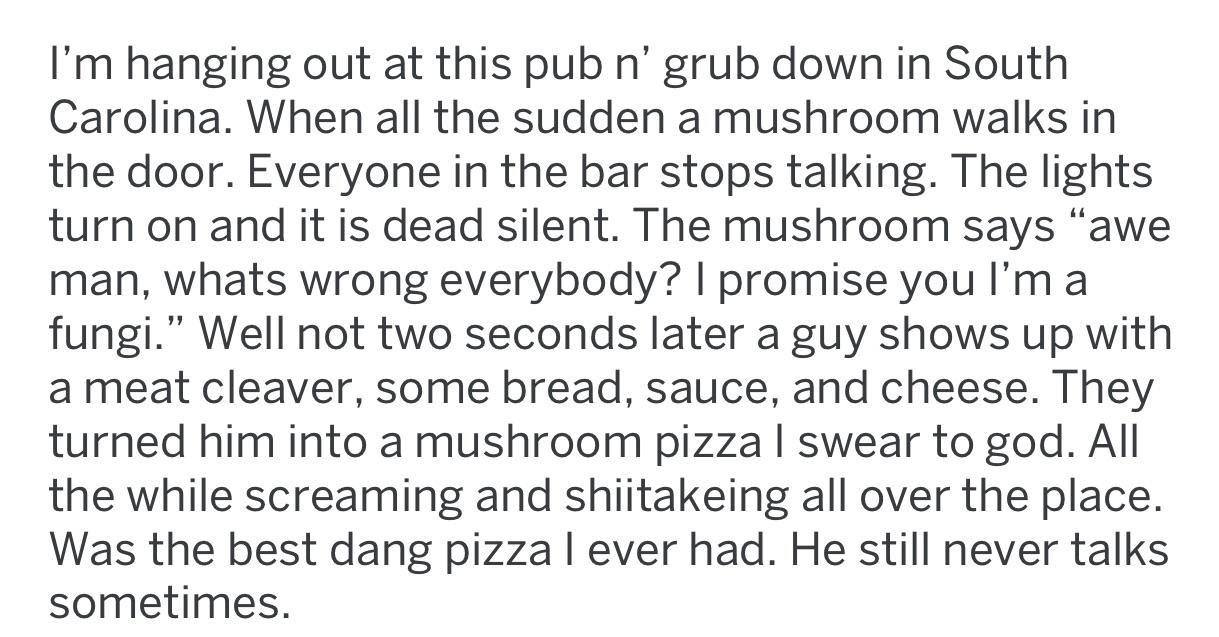 I’m hanging out at this pub n’ grub down in South
Carolina. When all the sudden a mushroom walks in
the door. Everyone in the bar stops talking. The lights
turn on and it is dead silent. The mushroom says “awe
man, whats wrong everybody? I promise you I’m a
fungi.” Well not two seconds later a guy shows up with
a meat cleaver, some bread, sauce, and cheese. They
turned him into a mushroom pizza I swear to god. All
the while screaming and shiitakeing all over the place.
Was the best dang pizza I ever had. He still never talks
sometimes.